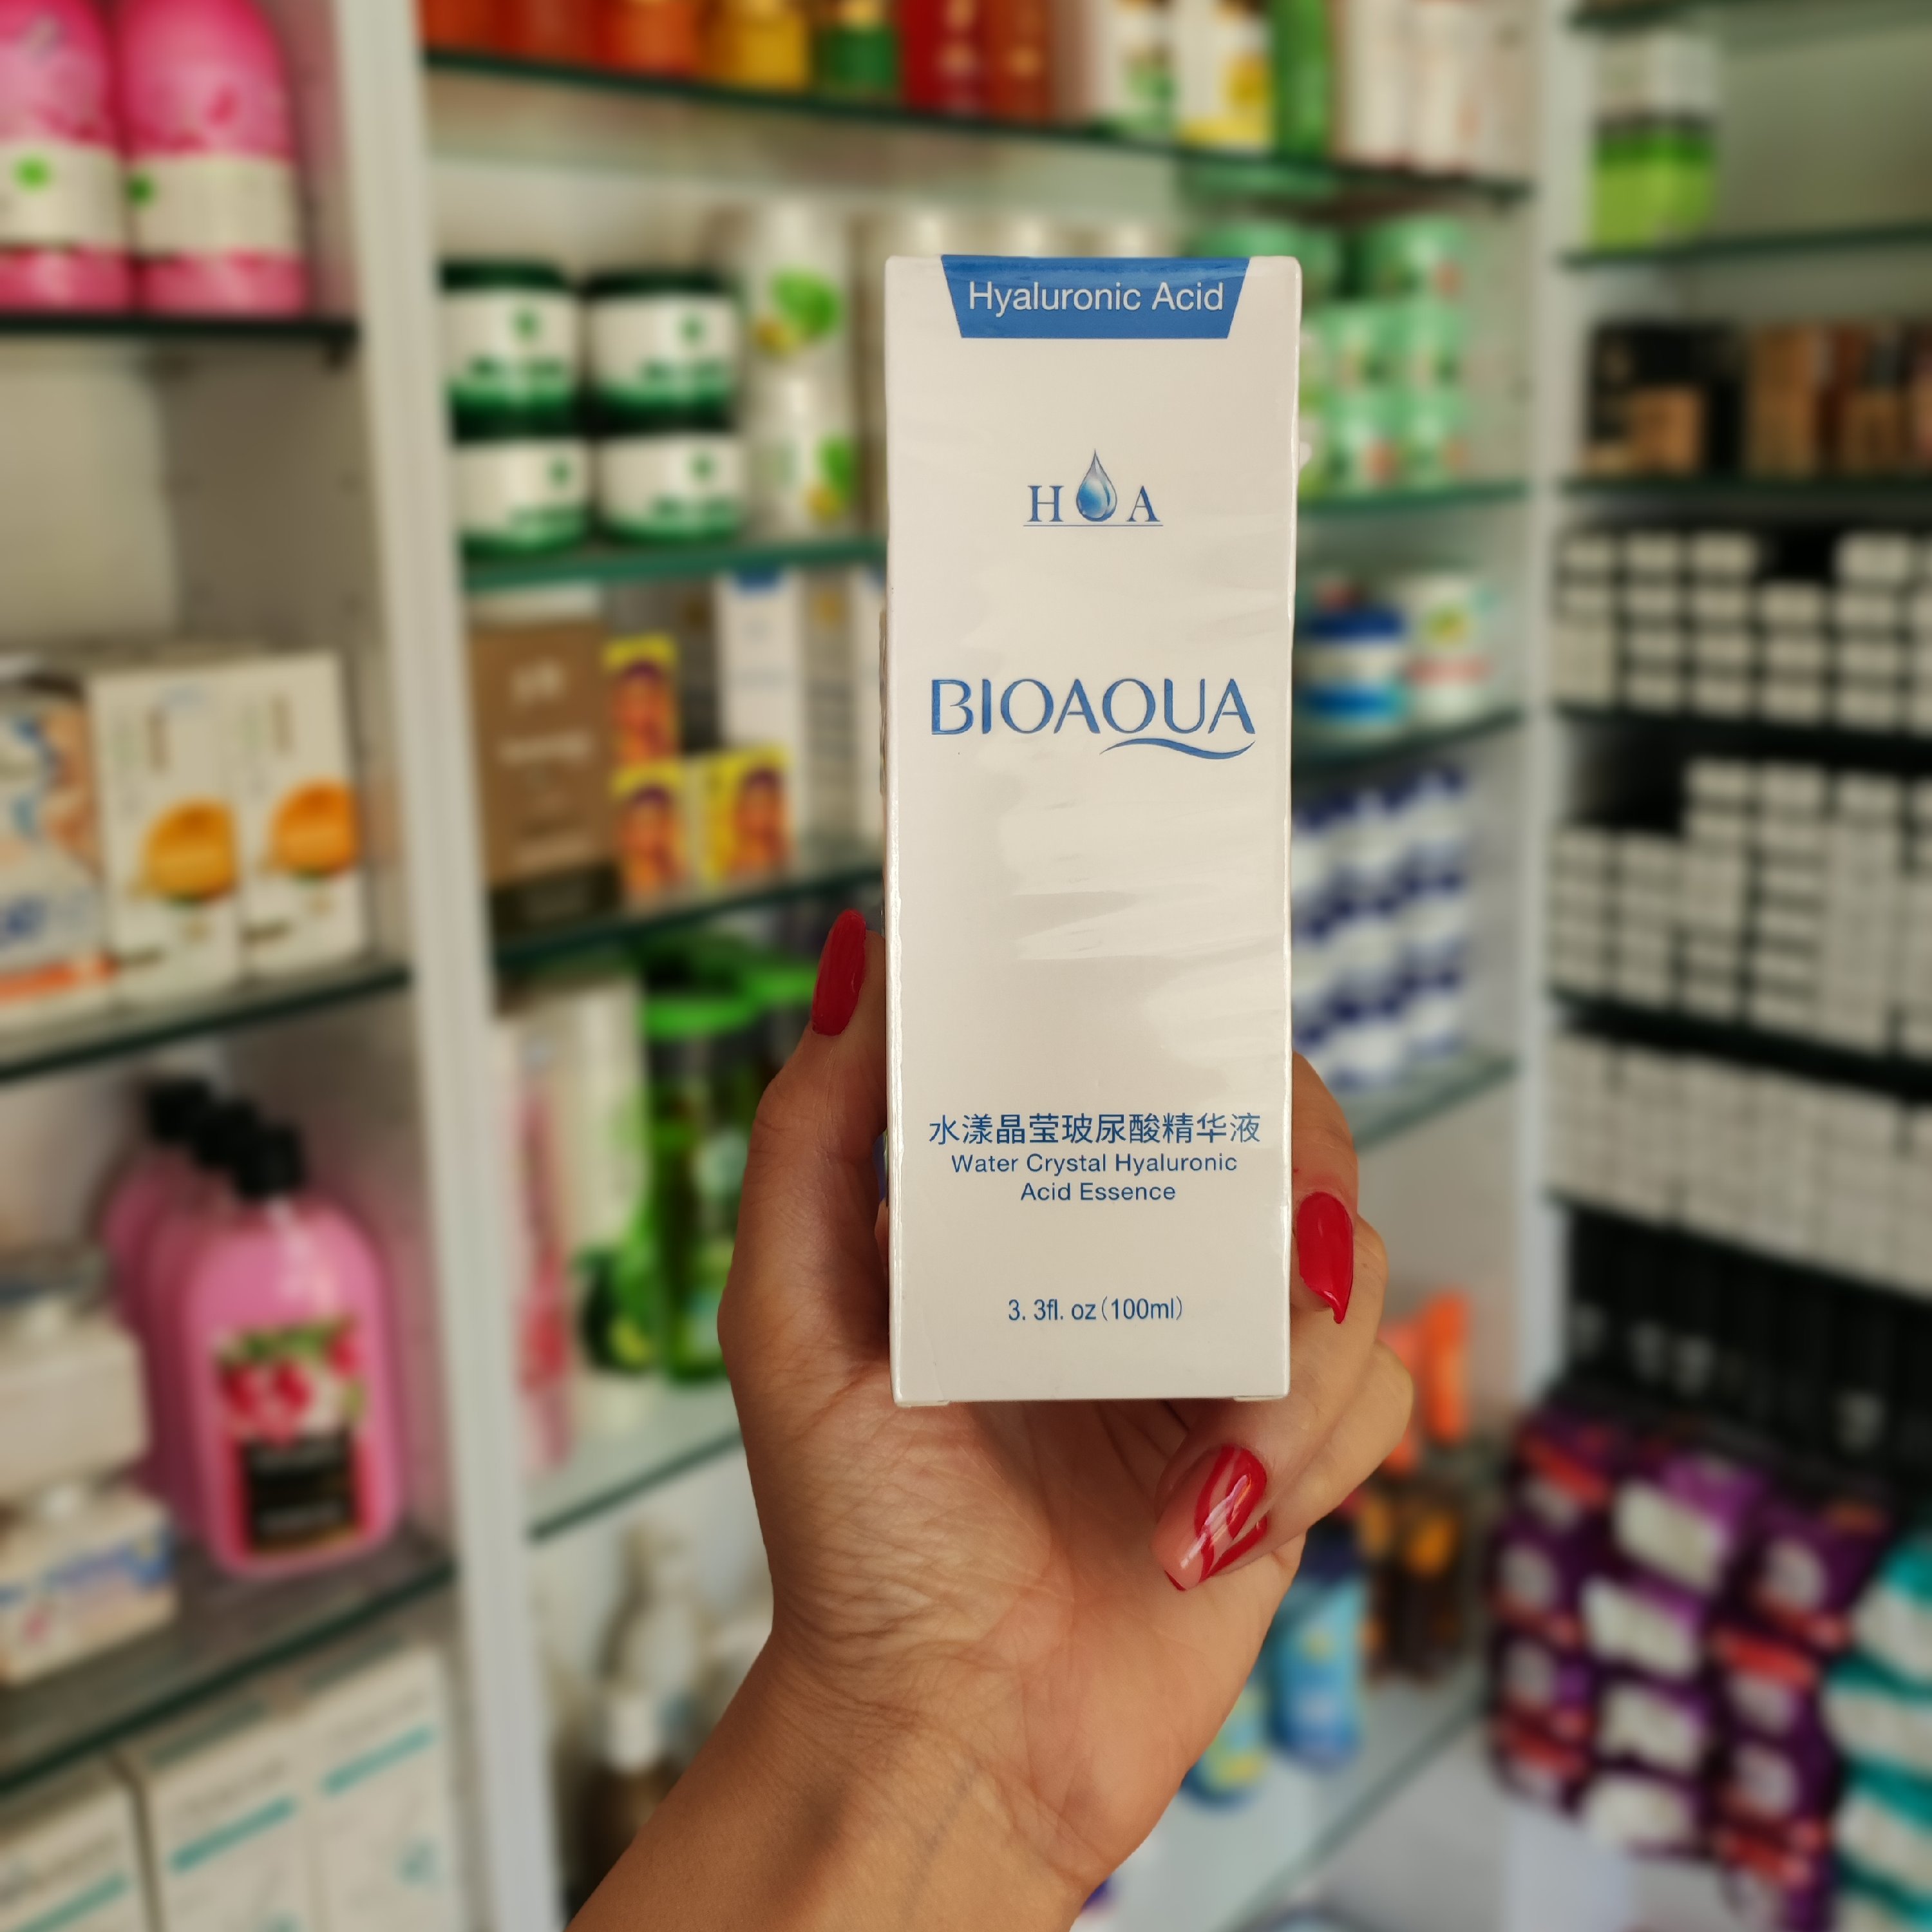 Hyaluronic Acid
H A
BIOAQUA
水漾晶莹玻尿酸精华液
Water Crystal Hyaluronic
Acid Essence
3. 3fl. oz(100ml)